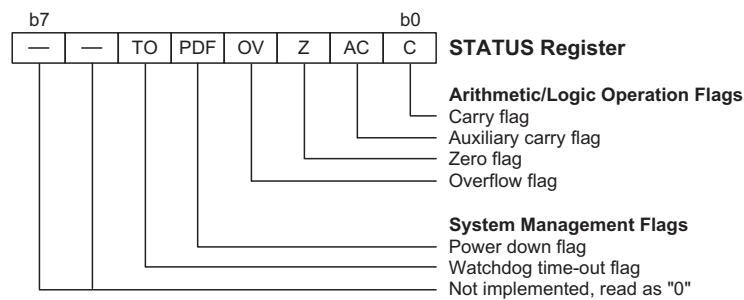 b7 b0
— — TO PDF OV Z AC C STATUS Register
Arithmetic/Logic Operation Flags
Carry flag
Auxiliary carry flag
Zero flag
Overflow flag
System Management Flags
Power down flag
Watchdog time-out flag
Not implemented, read as "0"